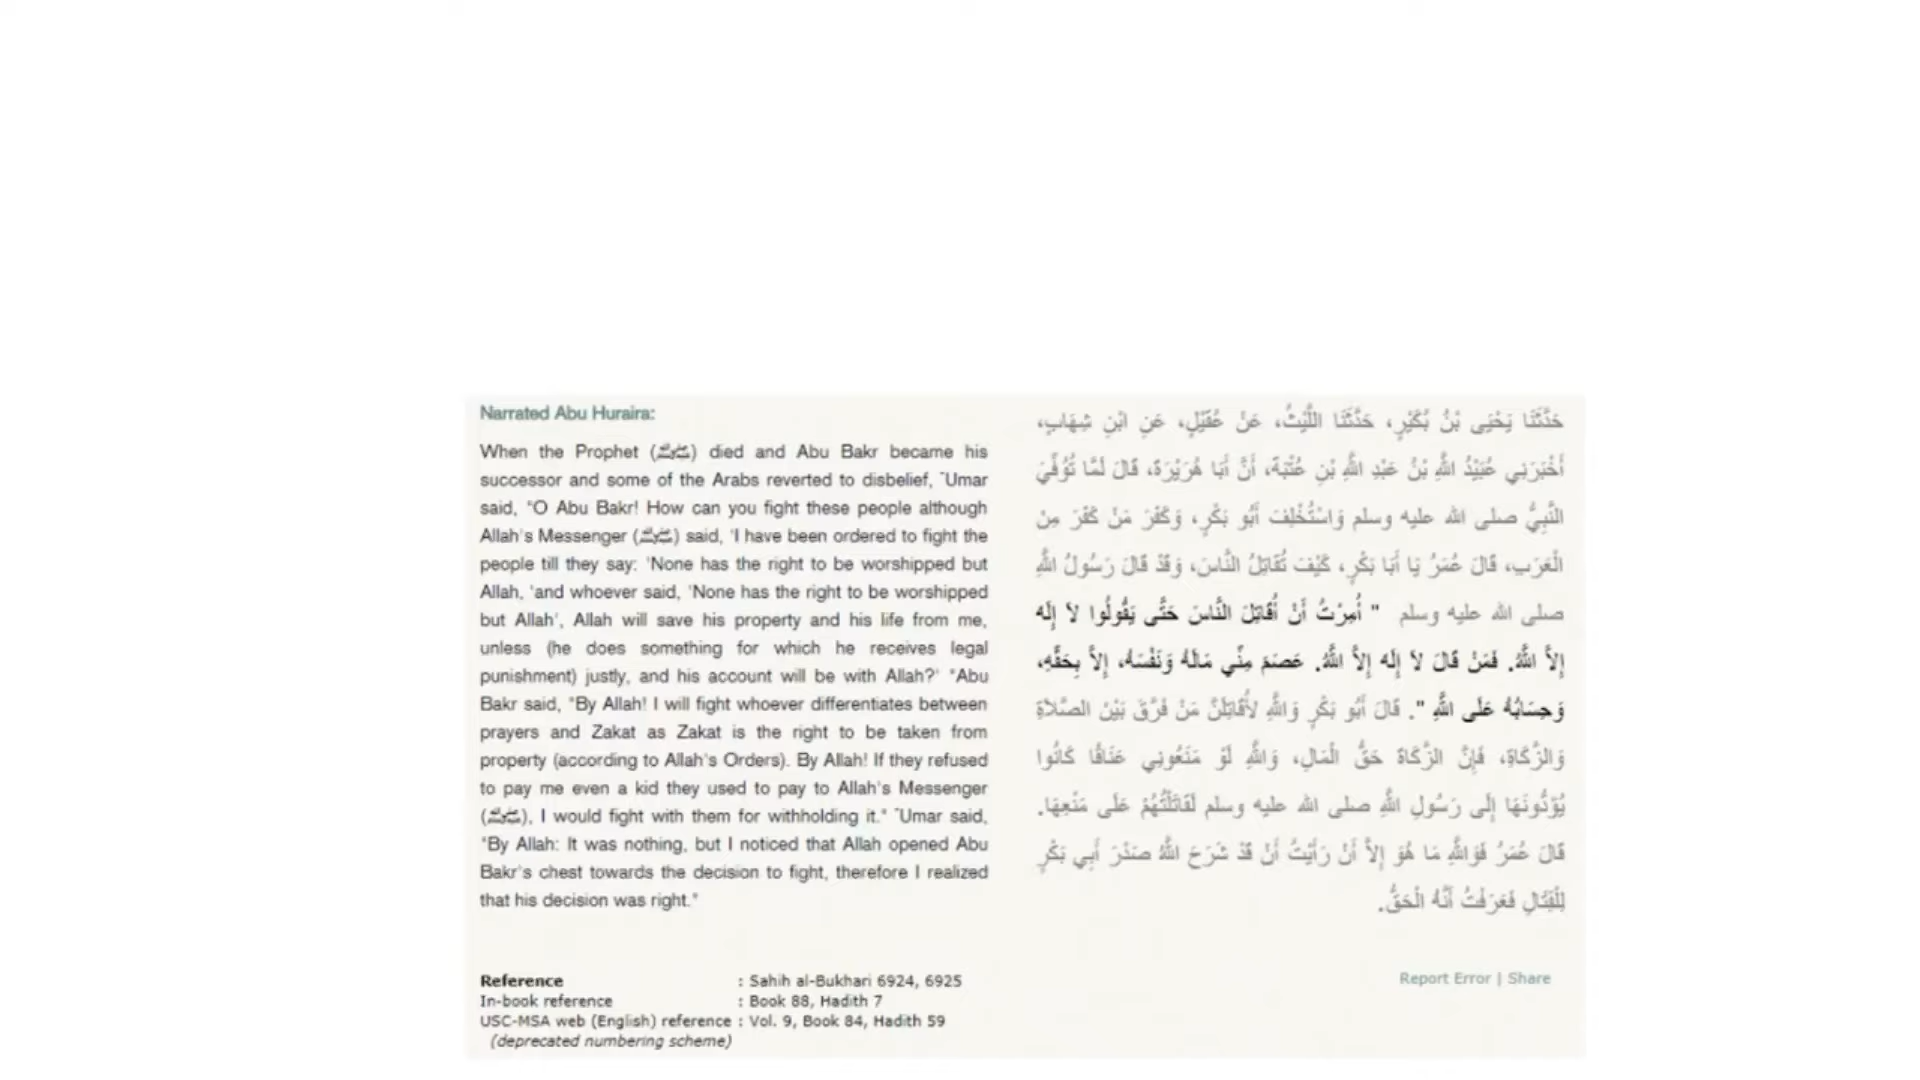 Narrated Abu Huraira:
When the Prophet (ﷺ) died and Abu Bakr became his
successor and some of the Arabs reverted to disbelief, `Umar
said, "O Abu Bakr! How can you fight these people although
Allah's Messenger (ﷺ) said, 'I have been ordered to fight the
people till they say: 'None has the right to be worshipped but
Allah, 'and whoever said, 'None has the right to be worshipped
but Allah', Allah will save his property and his life from me,
unless (he does something for which he receives legal
punishment) justly, and his account will be with Allah?' "Abu
Bakr said, "By Allah! I will fight whoever differentiates between
prayers and Zakat as Zakat is the right to be taken from
property (according to Allah's Orders). By Allah! If they refused
to pay me even a kid they used to pay to Allah's Messenger
(ﷺ), I would fight with them for withholding it." `Umar said,
"By Allah: It was nothing, but I noticed that Allah opened Abu
Bakr's chest towards the decision to fight, therefore I realized
that his decision was right."
حَدَّثَنَا يَحْيَى بْنُ بُكَيْرٍ، حَدَّثَنَا اللَّيْثُ، عَنْ عُقَيْلٍ، عَنِ ابْنِ شِهَابٍ،
أَخْبَرَنِي عُبَيْدُ اللَّهِ بْنُ عَبْدِ اللَّهِ بْنِ عُتْبَةَ، أَنَّ أَبَا هُرَيْرَةَ، قَالَ لَمَّا تُوُفِّيَ
النَّبِيُّ صلى الله عليه وسلم وَاسْتُخْلِفَ أَبُو بَكْرٍ، وَكَفَرَ مَنْ كَفَرَ مِنَ
الْعَرَبِ، قَالَ عُمَرُ يَا أَبَا بَكْرٍ، كَيْفَ تُقَاتِلُ النَّاسَ، وَقَدْ قَالَ رَسُولُ اللَّهِ
صلى الله عليه وسلم " أُمِرْتُ أَنْ أُقَاتِلَ النَّاسَ حَتَّى يَقُولُوا لاَ إِلَهَ
إِلاَّ اللَّهُ. فَمَنْ قَالَ لاَ إِلَهَ إِلاَّ اللَّهُ. عَصَمَ مِنِّي مَالَهُ وَنَفْسَهُ، إِلاَّ بِحَقِّهِ،
وَحِسَابُهُ عَلَى اللَّهِ ". قَالَ أَبُو بَكْرٍ وَاللَّهِ لأُقَاتِلَنَّ مَنْ فَرَّقَ بَيْنَ الصَّلاَةِ
وَالزَّكَاةِ، فَإِنَّ الزَّكَاةَ حَقُّ الْمَالِ، وَاللَّهِ لَوْ مَنَعُونِي عَنَاقًا كَانُوا
يُؤَدُّونَهَا إِلَى رَسُولِ اللَّهِ صلى الله عليه وسلم لَقَاتَلْتُهُمْ عَلَى مَنْعِهَا.
قَالَ عُمَرُ فَوَاللَّهِ مَا هُوَ إِلاَّ أَنْ رَأَيْتُ أَنْ قَدْ شَرَحَ اللَّهُ صَدْرَ أَبِي بَكْرٍ
لِلْقِتَالِ فَعَرَفْتُ أَنَّهُ الْحَقُّ.
Reference : Sahih al-Bukhari 6924, 6925
In-book reference : Book 88, Hadith 7
USC-MSA web (English) reference : Vol. 9, Book 84, Hadith 59
(deprecated numbering scheme)
Report Error | Share